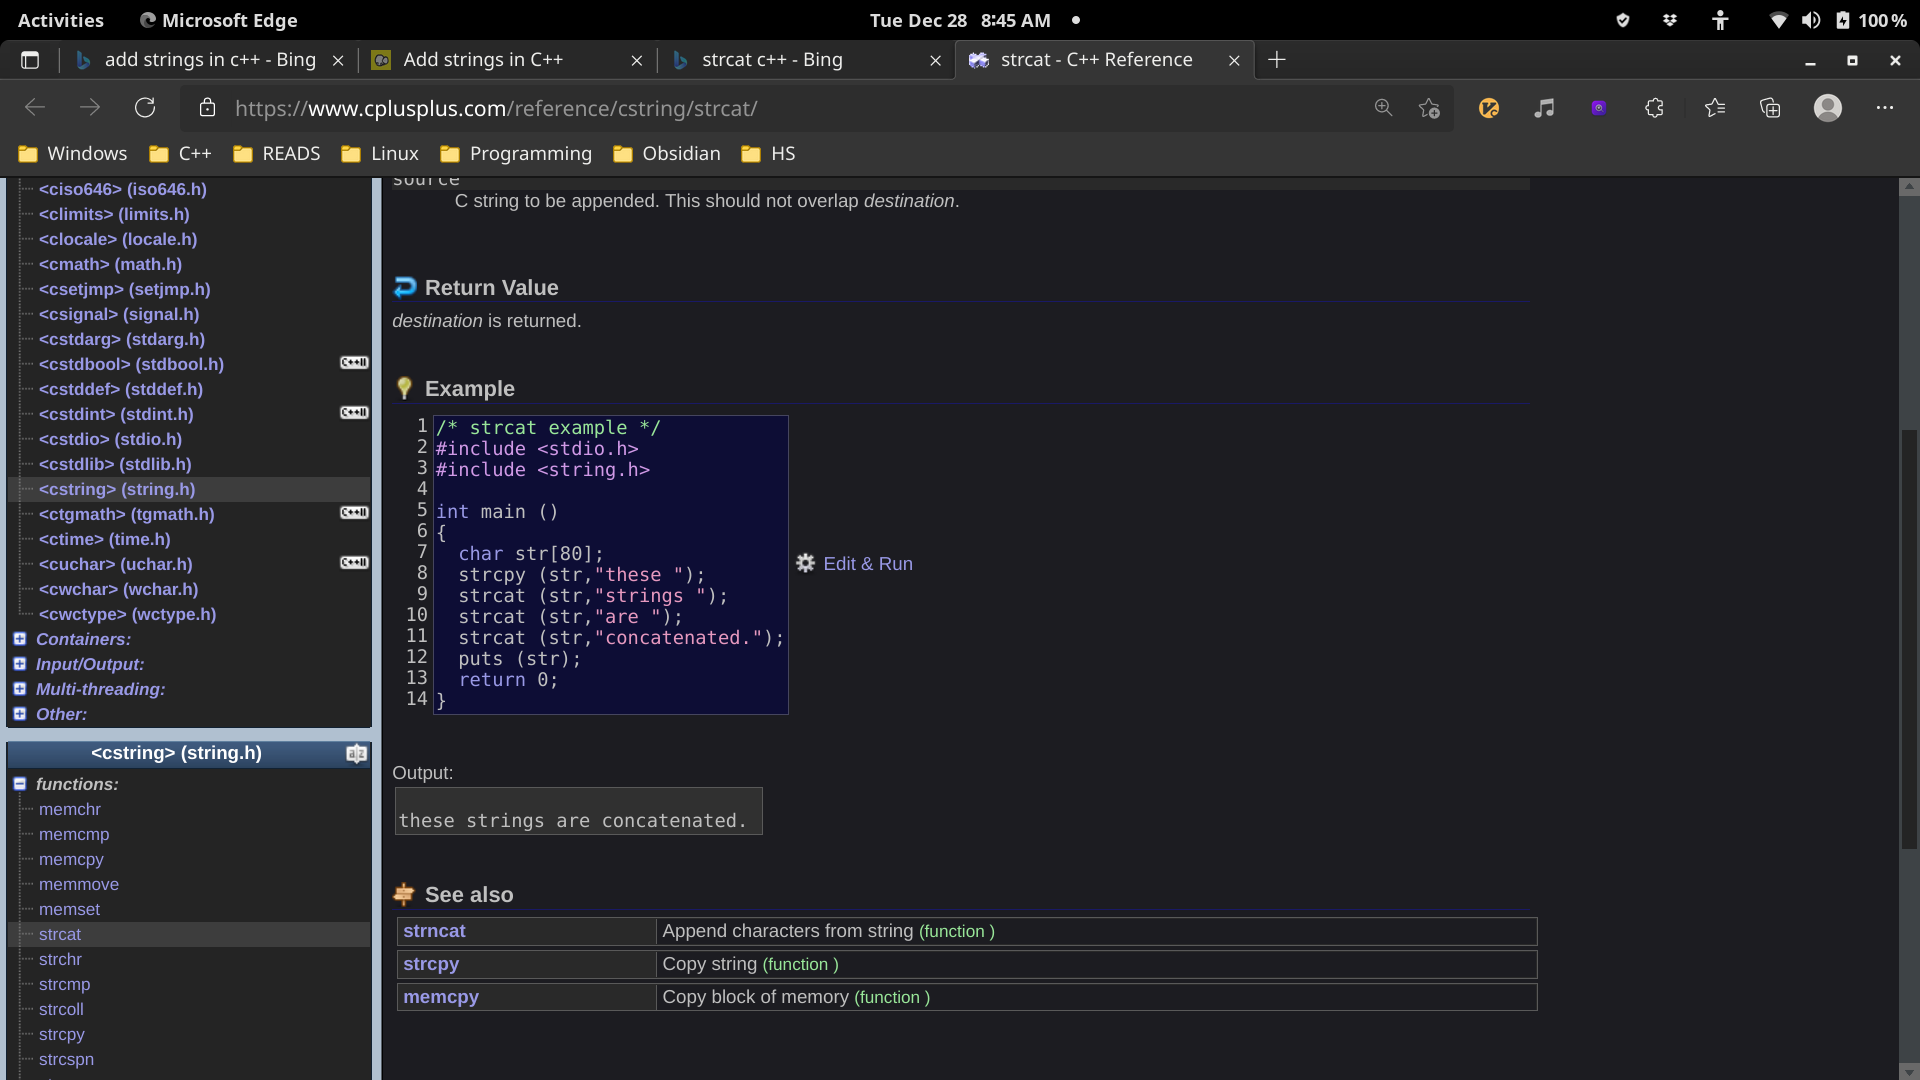 Activities
Microsoft Edge
Tue Dec 28 8:45 AM
100 %
add strings in c++ - Bing
Add strings in C++
strcat c++ - Bing
strcat - C++ Reference
https://www.cplusplus.com/reference/cstring/strcat/
Windows
C++
READS
Linux
Programming
Obsidian
HS
<ciso646> (iso646.h)
<climits> (limits.h)
<clocale> (locale.h)
<cmath> (math.h)
<csetjmp> (setjmp.h)
<csignal> (signal.h)
<cstdarg> (stdarg.h)
<cstdbool> (stdbool.h) C++11
<cstddef> (stddef.h)
<cstdint> (stdint.h) C++11
<cstdio> (stdio.h)
<cstdlib> (stdlib.h)
<cstring> (string.h)
<ctgmath> (tgmath.h) C++11
<ctime> (time.h)
<cuchar> (uchar.h) C++11
<cwchar> (wchar.h)
<cwctype> (wctype.h)
Containers:
Input/Output:
Multi-threading:
Other:
<cstring> (string.h) a|z
functions:
memchr
memcmp
memcpy
memmove
memset
strcat
strchr
strcmp
strcoll
strcpy
strcspn
source
C string to be appended. This should not overlap destination.
Return Value
destination is returned.
Example
1 /* strcat example */
2 #include <stdio.h>
3 #include <string.h>
4
5 int main ()
6 {
7 char str[80];
8 strcpy (str,"these ");
9 strcat (str,"strings ");
10 strcat (str,"are ");
11 strcat (str,"concatenated.");
12 puts (str);
13 return 0;
14 }
Edit & Run
Output:
these strings are concatenated.
See also
strncat Append characters from string (function )
strcpy Copy string (function )
memcpy Copy block of memory (function )